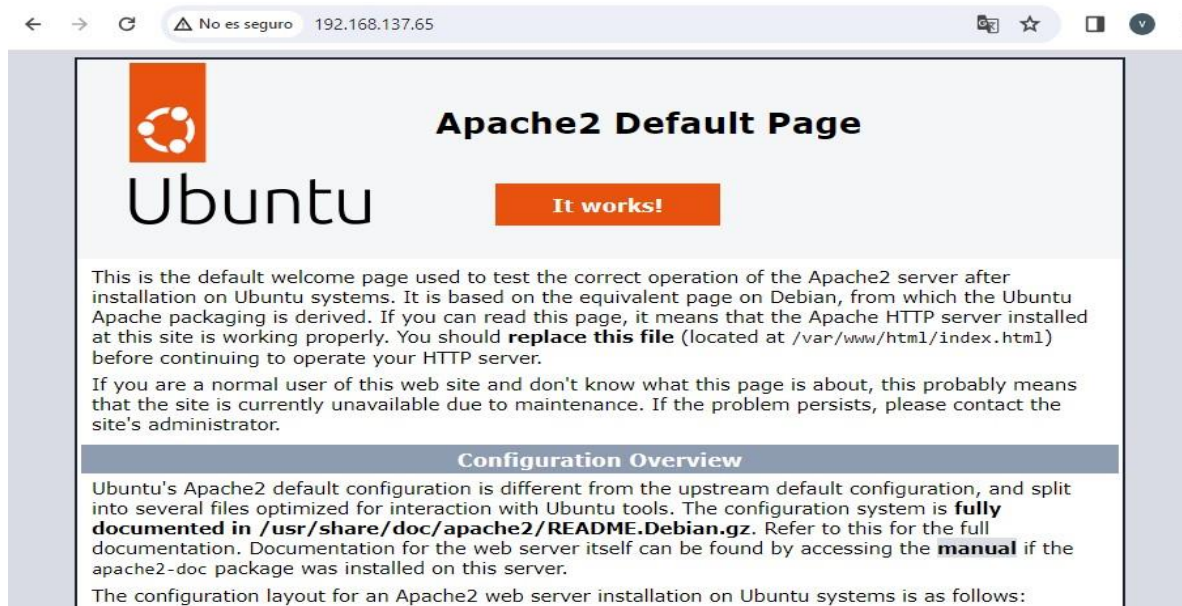 No es seguro 192.168.137.65
V
Apache2 Default Page
Ubuntu
It works!
This is the default welcome page used to test the correct operation of the Apache2 server after
installation on Ubuntu systems. It is based on the equivalent page on Debian, from which the Ubuntu
Apache packaging is derived. If you can read this page, it means that the Apache HTTP server installed
at this site is working properly. You should replace this file (located at /var/www/html/index.html)
before continuing to operate your HTTP server.
If you are a normal user of this web site and don't know what this page is about, this probably means
that the site is currently unavailable due to maintenance. If the problem persists, please contact the
site's administrator.
Configuration Overview
Ubuntu's Apache2 default configuration is different from the upstream default configuration, and split
into several files optimized for interaction with Ubuntu tools. The configuration system is fully
documented in /usr/share/doc/apache2/README.Debian.gz. Refer to this for the full
documentation. Documentation for the web server itself can be found by accessing the manual if the
apache2-doc package was installed on this server.
The configuration layout for an Apache2 web server installation on Ubuntu systems is as follows: